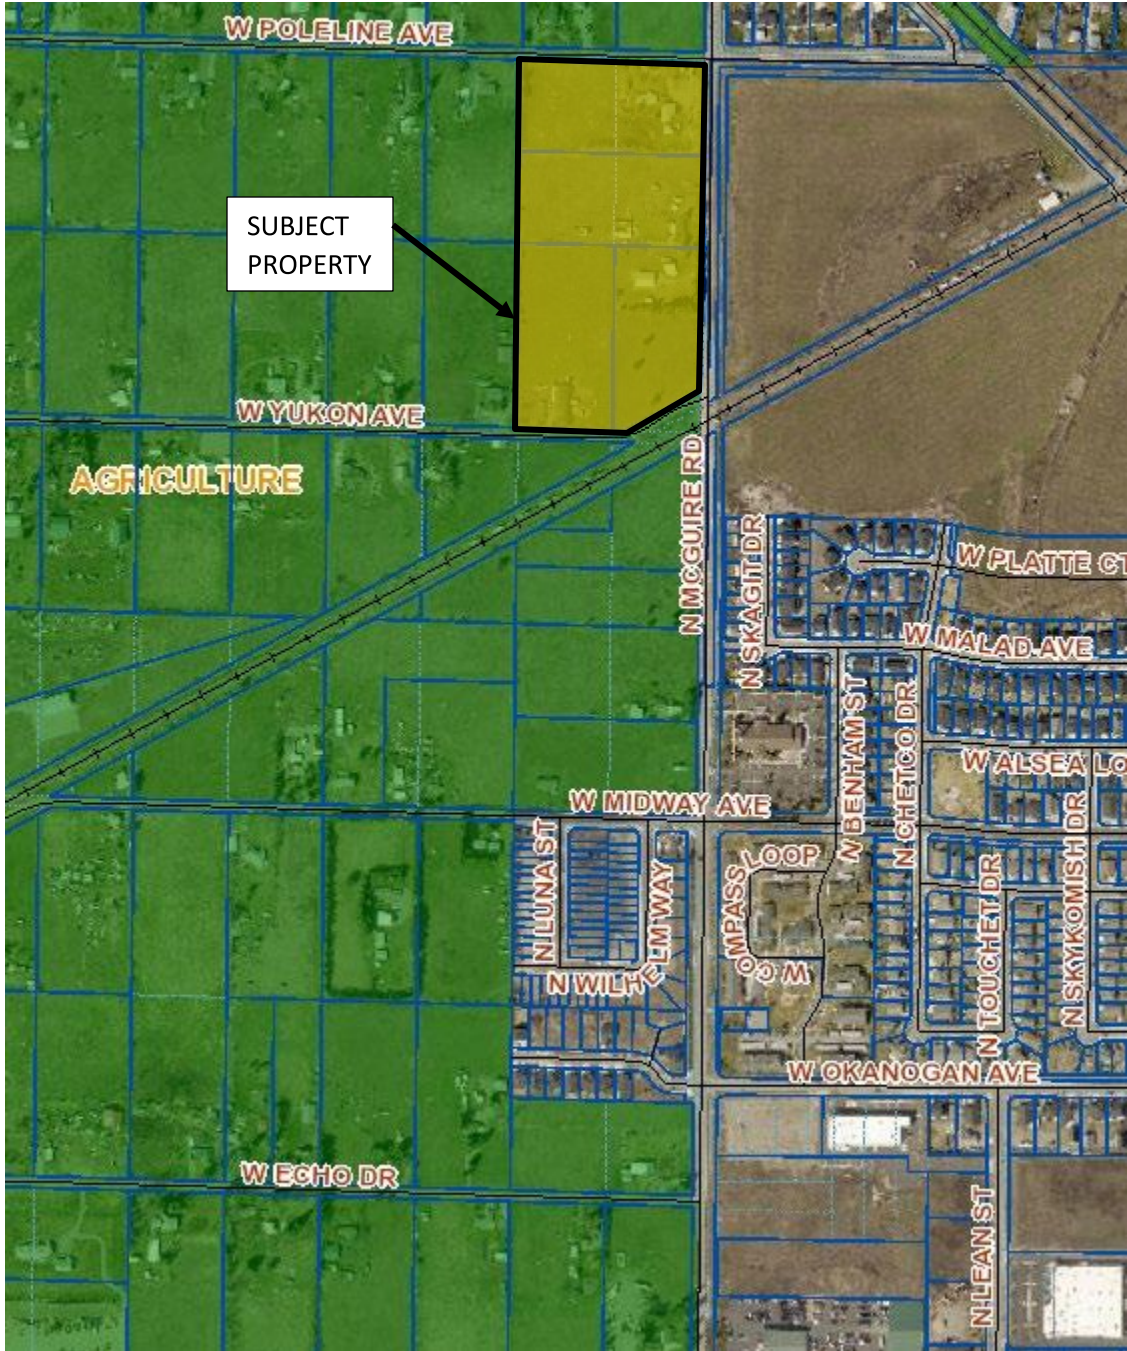 W POLELINE AVE
SUBJECT
PROPERTY
W YUKON AVE
AGRICULTURE
N MCGUIRE RD
N SKAGIT DR
W PLATTE CT
W MALAD AVE
N BENHAM ST
N CHETCO DR
W ALSEA LO
W MIDWAY AVE
N LUNA ST
N WILHELM WAY
W COMPASS LOOP
N TOUCHET DR
N SKYKOMISH DR
W OKANOGAN AVE
W ECHO DR
N LEAN ST